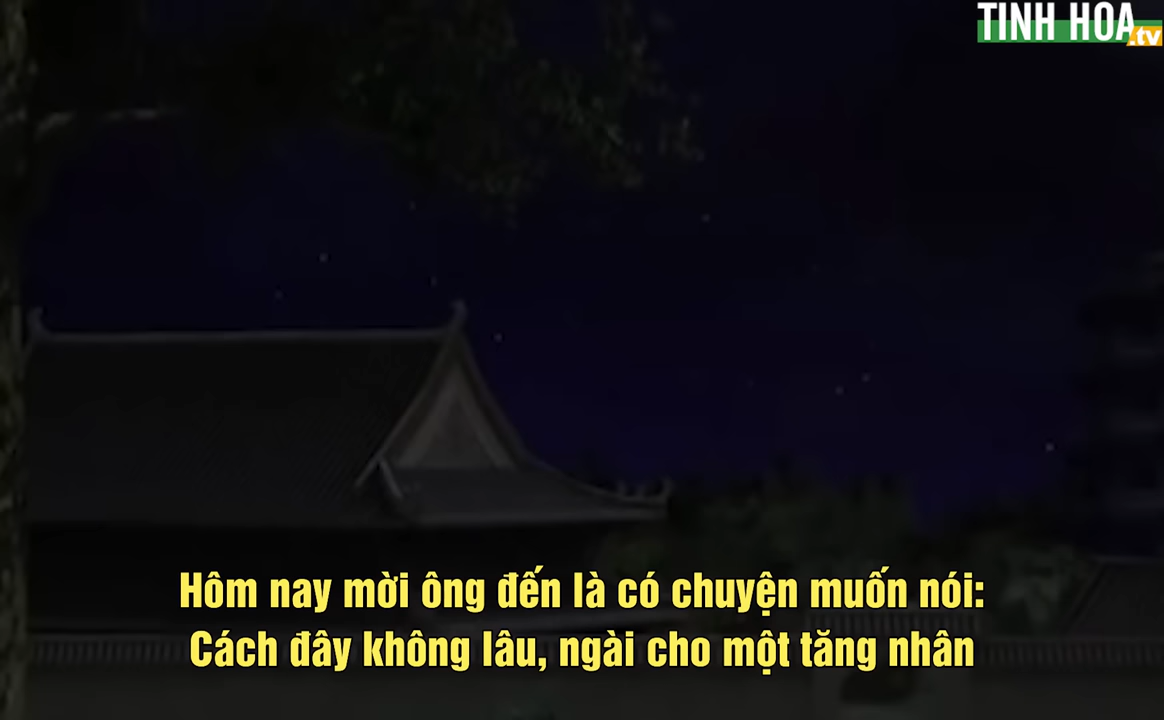 TINH HOA
.tv
Hôm nay mời ông đến là có chuyện muốn nói:
Cách đây không lâu, ngài cho một tăng nhân